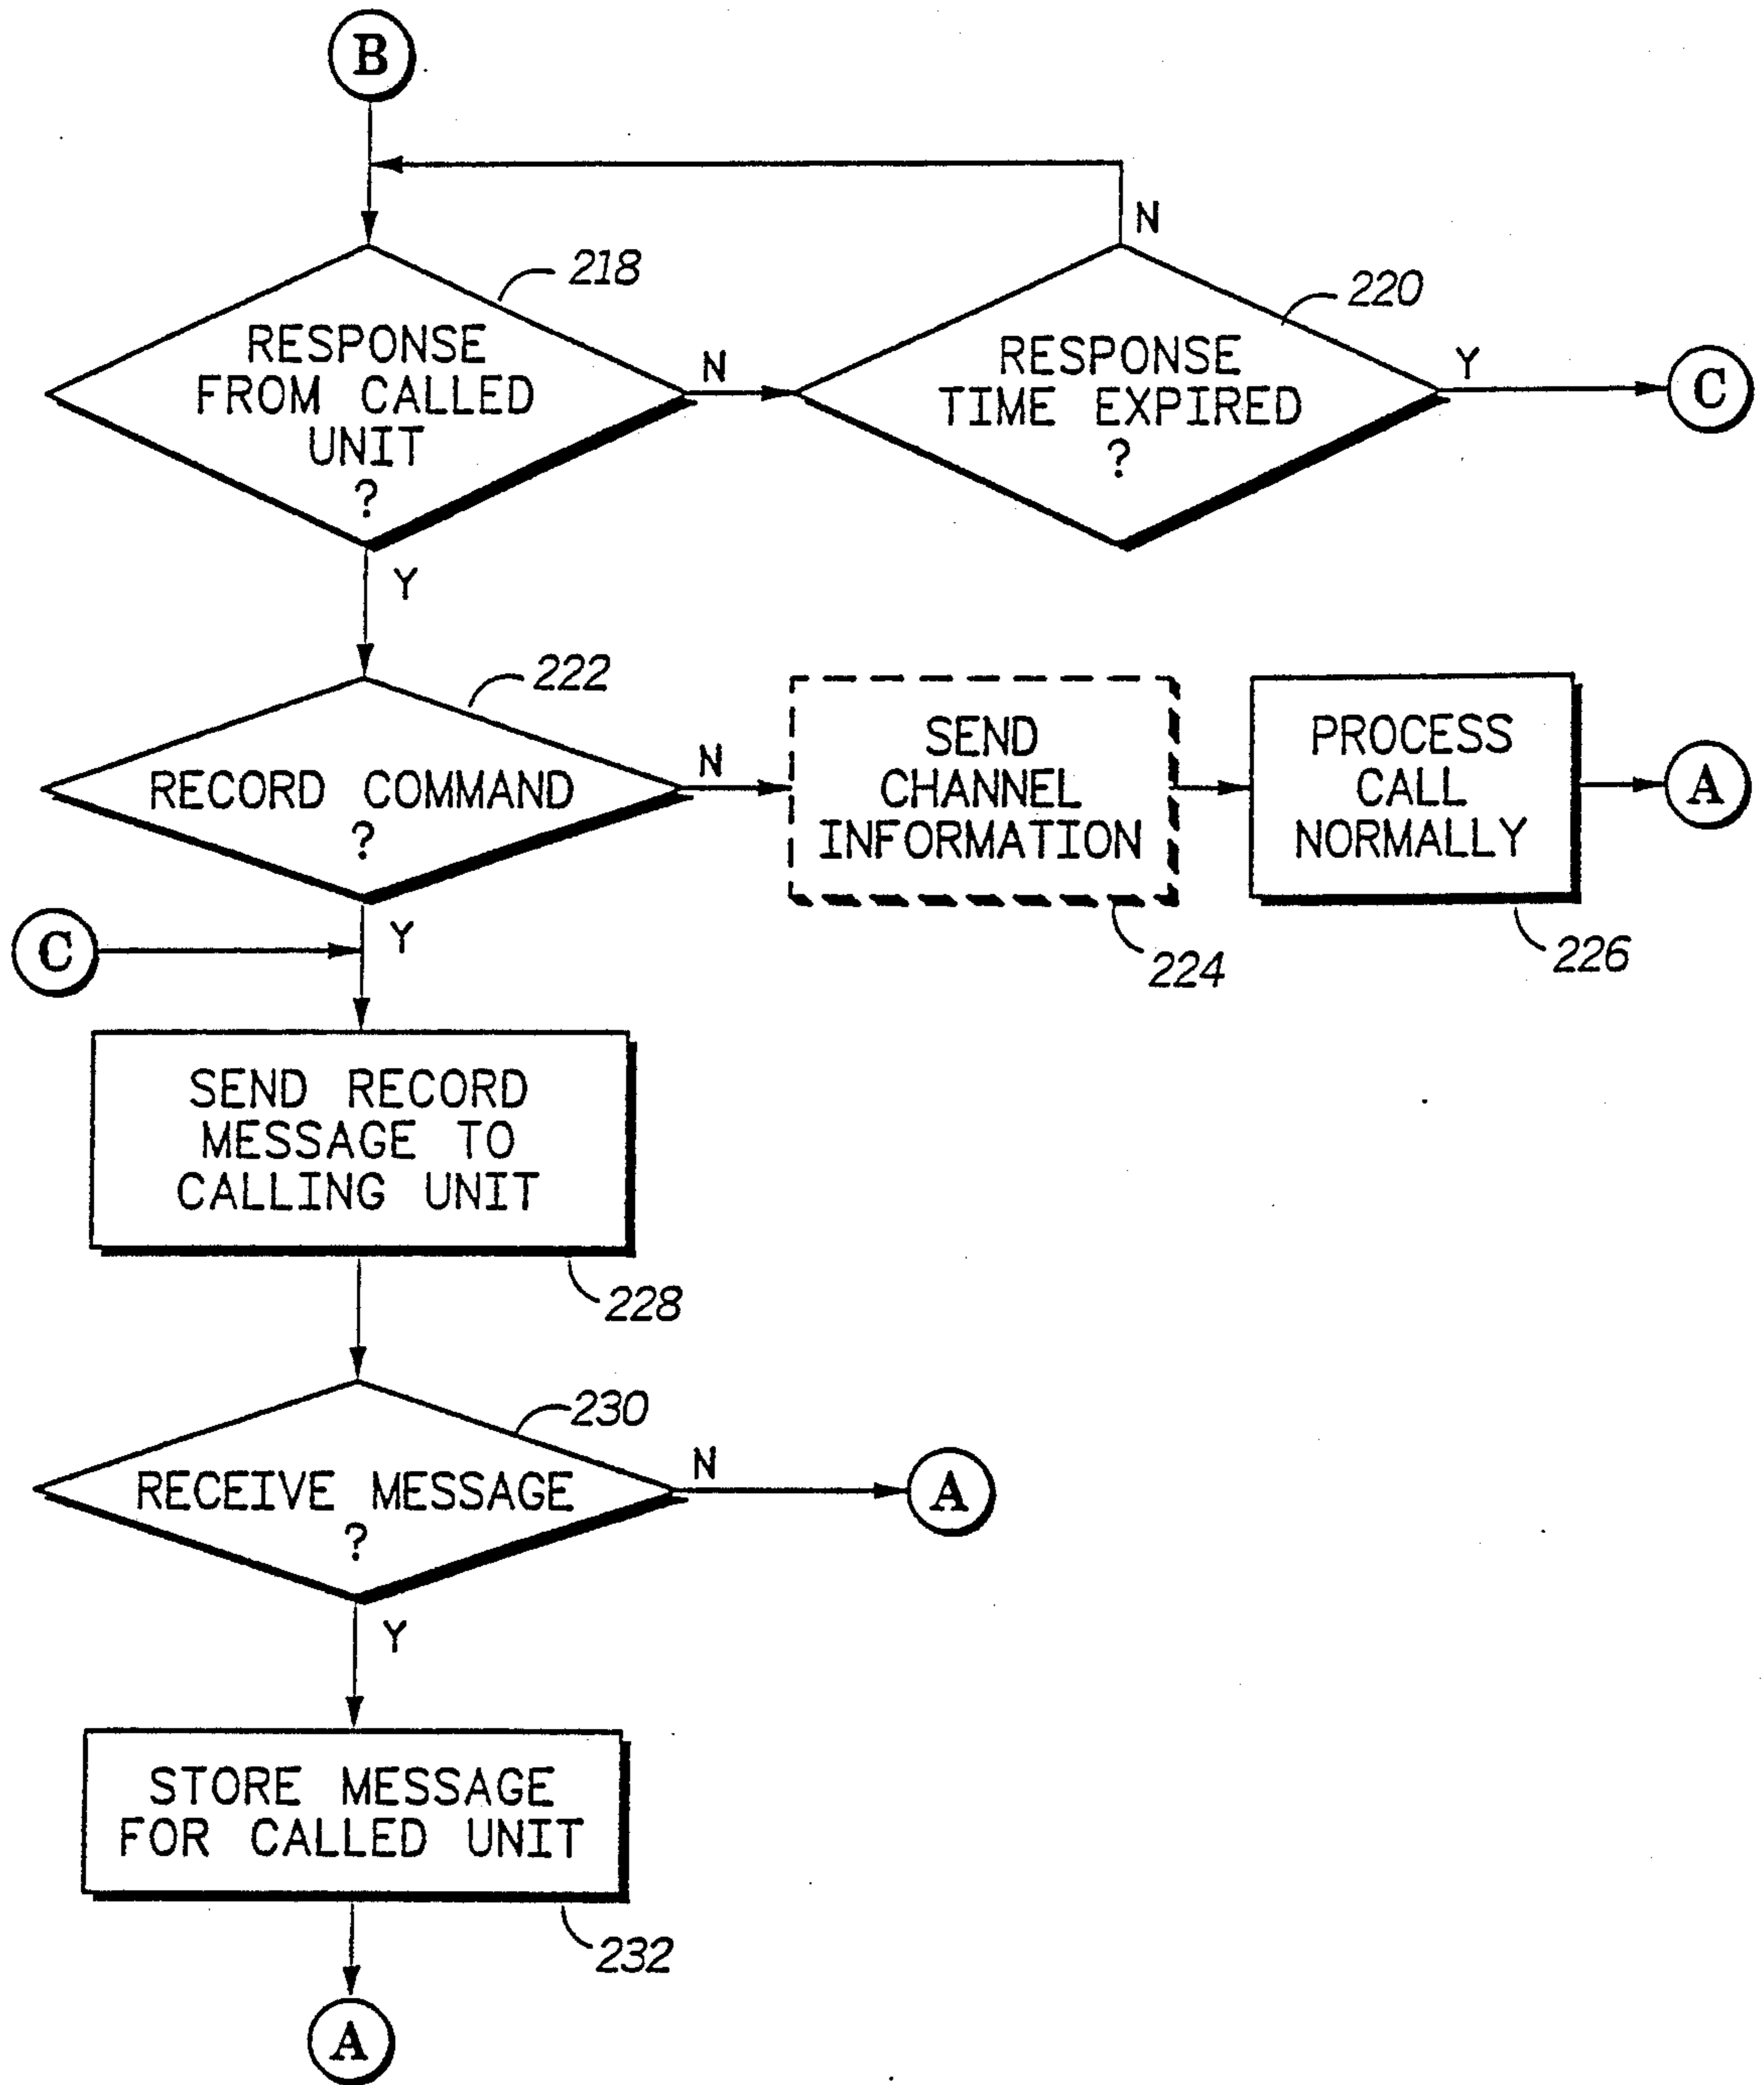 B
N
218
RESPONSE
FROM CALLED
UNIT
?
N
220
RESPONSE
TIME EXPIRED
?
Y
C
Y
222
RECORD COMMAND
?
N
SEND
CHANNEL
INFORMATION
224
PROCESS
CALL
NORMALLY
226
A
Y
C
SEND RECORD
MESSAGE TO
CALLING UNIT
228
230
RECEIVE MESSAGE
?
N
A
Y
STORE MESSAGE
FOR CALLED UNIT
232
A